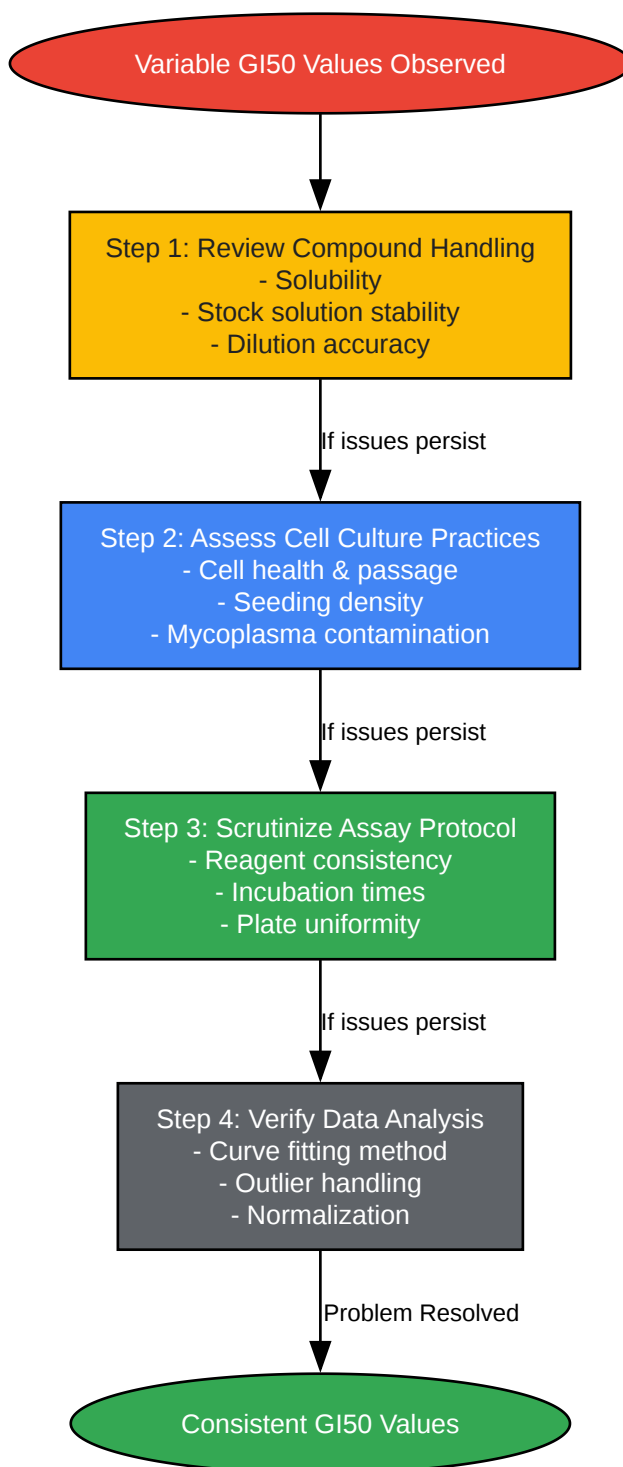 Variable GI50 Values Observed
Step 1: Review Compound Handling
- Solubility
- Stock solution stability
- Dilution accuracy
If issues persist
Step 2: Assess Cell Culture Practices
- Cell health & passage
- Seeding density
- Mycoplasma contamination
If issues persist
Step 3: Scrutinize Assay Protocol
- Reagent consistency
- Incubation times
- Plate uniformity
If issues persist
Step 4: Verify Data Analysis
- Curve fitting method
- Outlier handling
- Normalization
Problem Resolved
Consistent GI50 Values